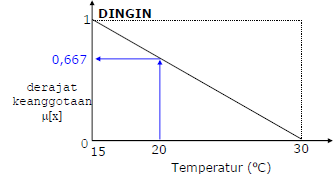 DINGIN
1
0,667
derajat
keanggotaan
µ[x]
0
15 20 30
Temperatur (ºC)